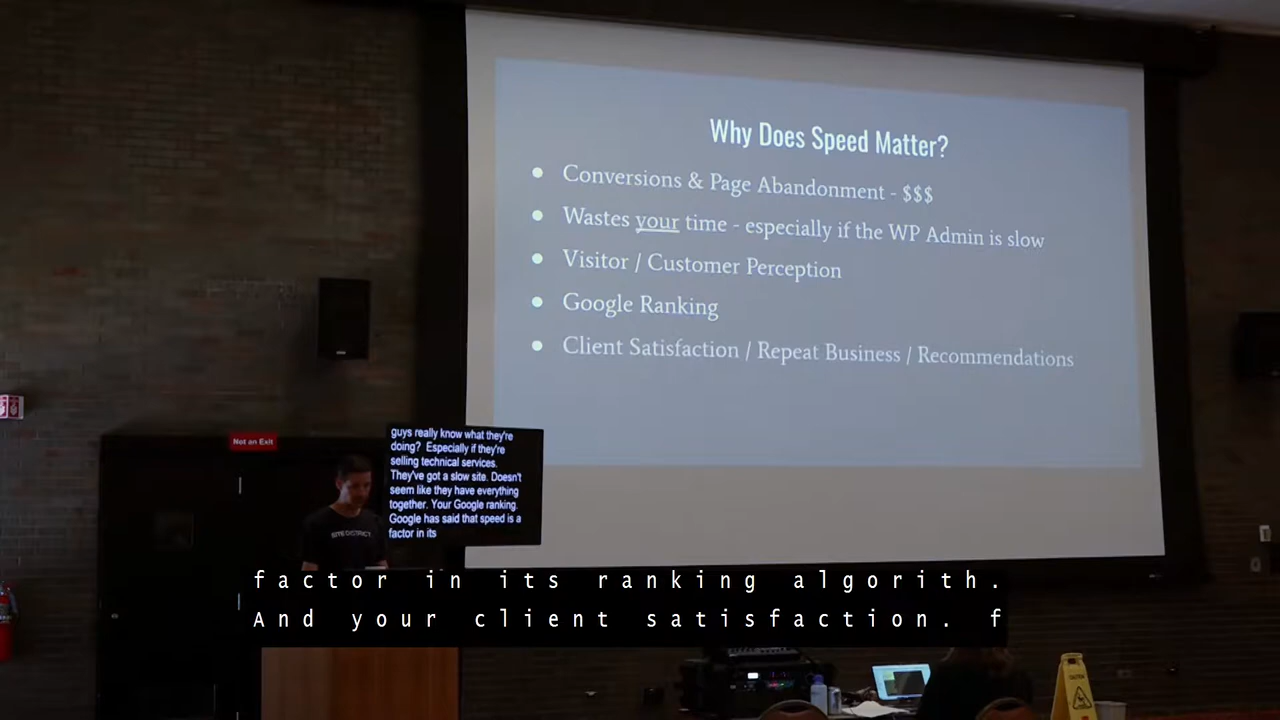 Why Does Speed Matter?
Conversions & Page Abandonment - $$$
Wastes your time - especially if the WP Admin is slow
Visitor / Customer Perception
Google Ranking
Client Satisfaction / Repeat Business / Recommendations
Not an Exit
guys really know what they're
doing? Especially if they're
selling technical services.
They've got a slow site. Doesn't
seem like they have everything
together. Your Google ranking.
Google has said that speed is a
factor in its
SITE DISTRICT
factor in its ranking algorith.
And your client satisfaction. f
CAUTION